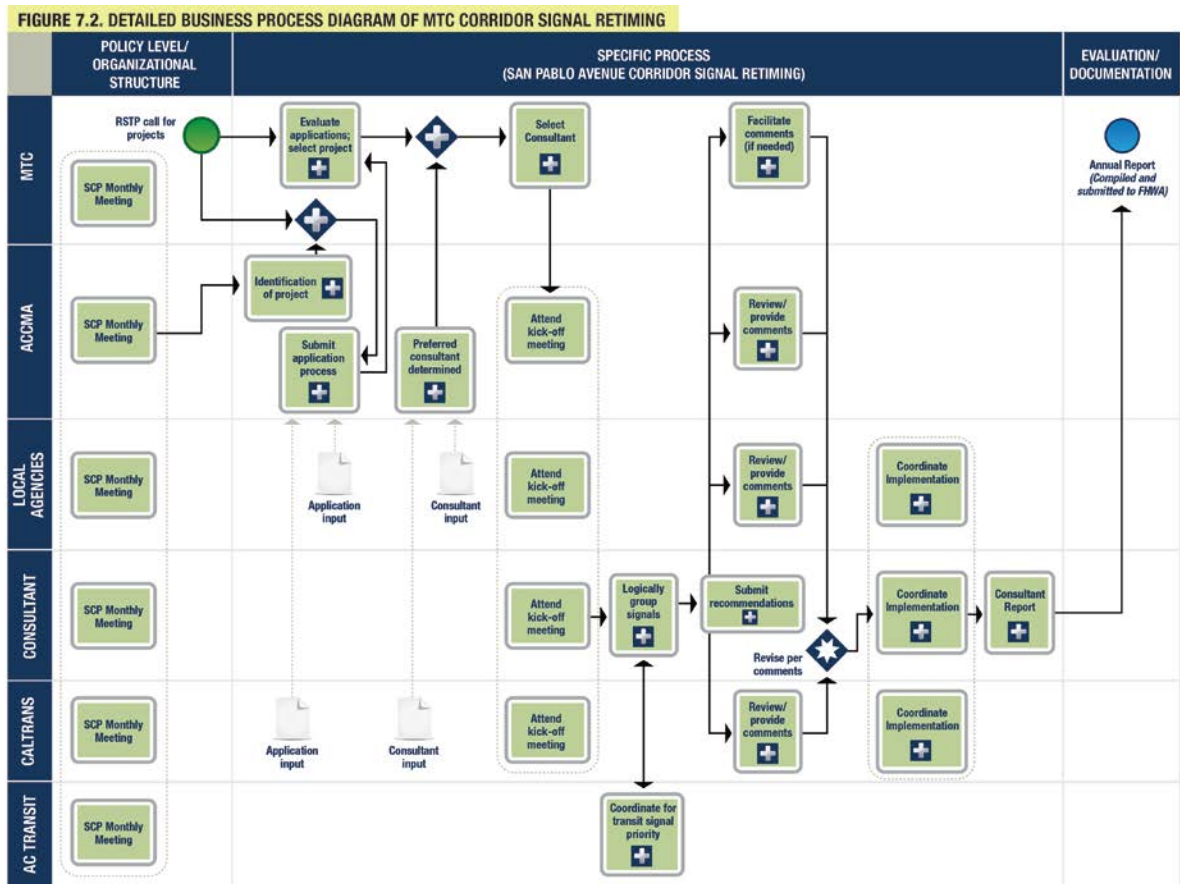 FIGURE 7.2. DETAILED BUSINESS PROCESS DIAGRAM OF MTC CORRIDOR SIGNAL RETIMING
POLICY LEVEL/
ORGANIZATIONAL
STRUCTURE
SPECIFIC PROCESS
(SAN PABLO AVENUE CORRIDOR SIGNAL RETIMING)
EVALUATION/
DOCUMENTATION
MTC
RSTP call for
projects
SCP Monthly
Meeting
Evaluate
applications;
select project
Select
Consultant
Facilitate
comments
(if needed)
Annual Report
(Compiled and
submitted to FHWA)
ACCMA
SCP Monthly
Meeting
Identification
of project
Submit
application
process
Preferred
consultant
determined
Attend
kick-off
meeting
Review/
provide
comments
LOCAL
AGENCIES
SCP Monthly
Meeting
Application
input
Consultant
input
Attend
kick-off
meeting
Review/
provide
comments
Coordinate
Implementation
CONSULTANT
SCP Monthly
Meeting
Attend
kick-off
meeting
Logically
group
signals
Submit
recommendations
Revise per
comments
Coordinate
Implementation
Consultant
Report
CALTRANS
SCP Monthly
Meeting
Application
input
Consultant
input
Attend
kick-off
meeting
Review/
provide
comments
Coordinate
Implementation
AC TRANSIT
SCP Monthly
Meeting
Coordinate for
transit signal
priority